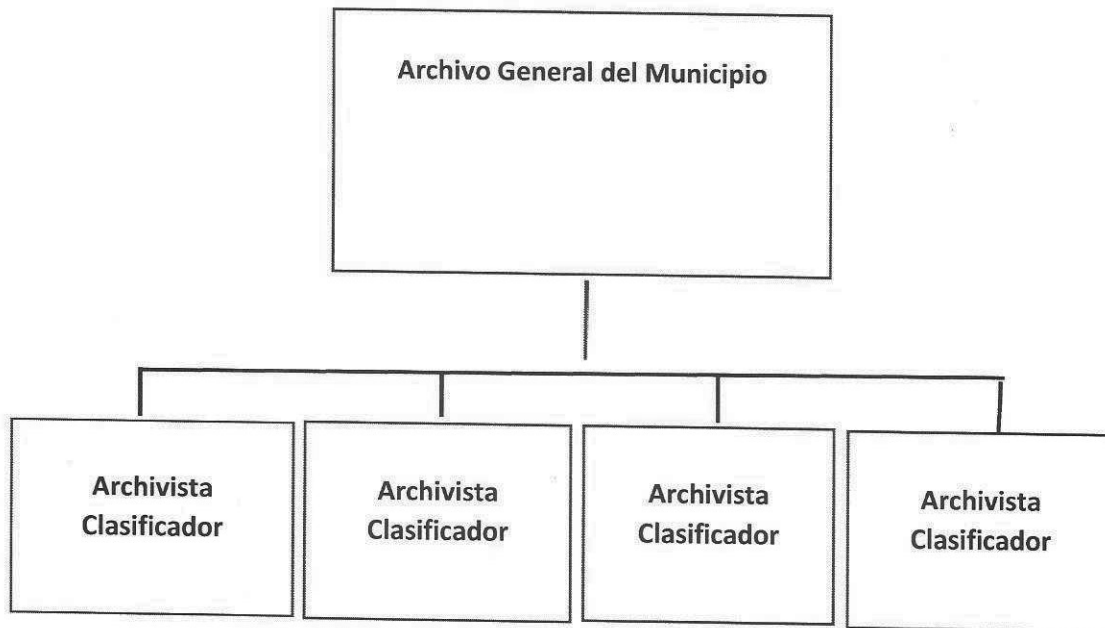 Archivo General del Municipio
Archivista
Clasificador
Archivista
Clasificador
Archivista
Clasificador
Archivista
Clasificador